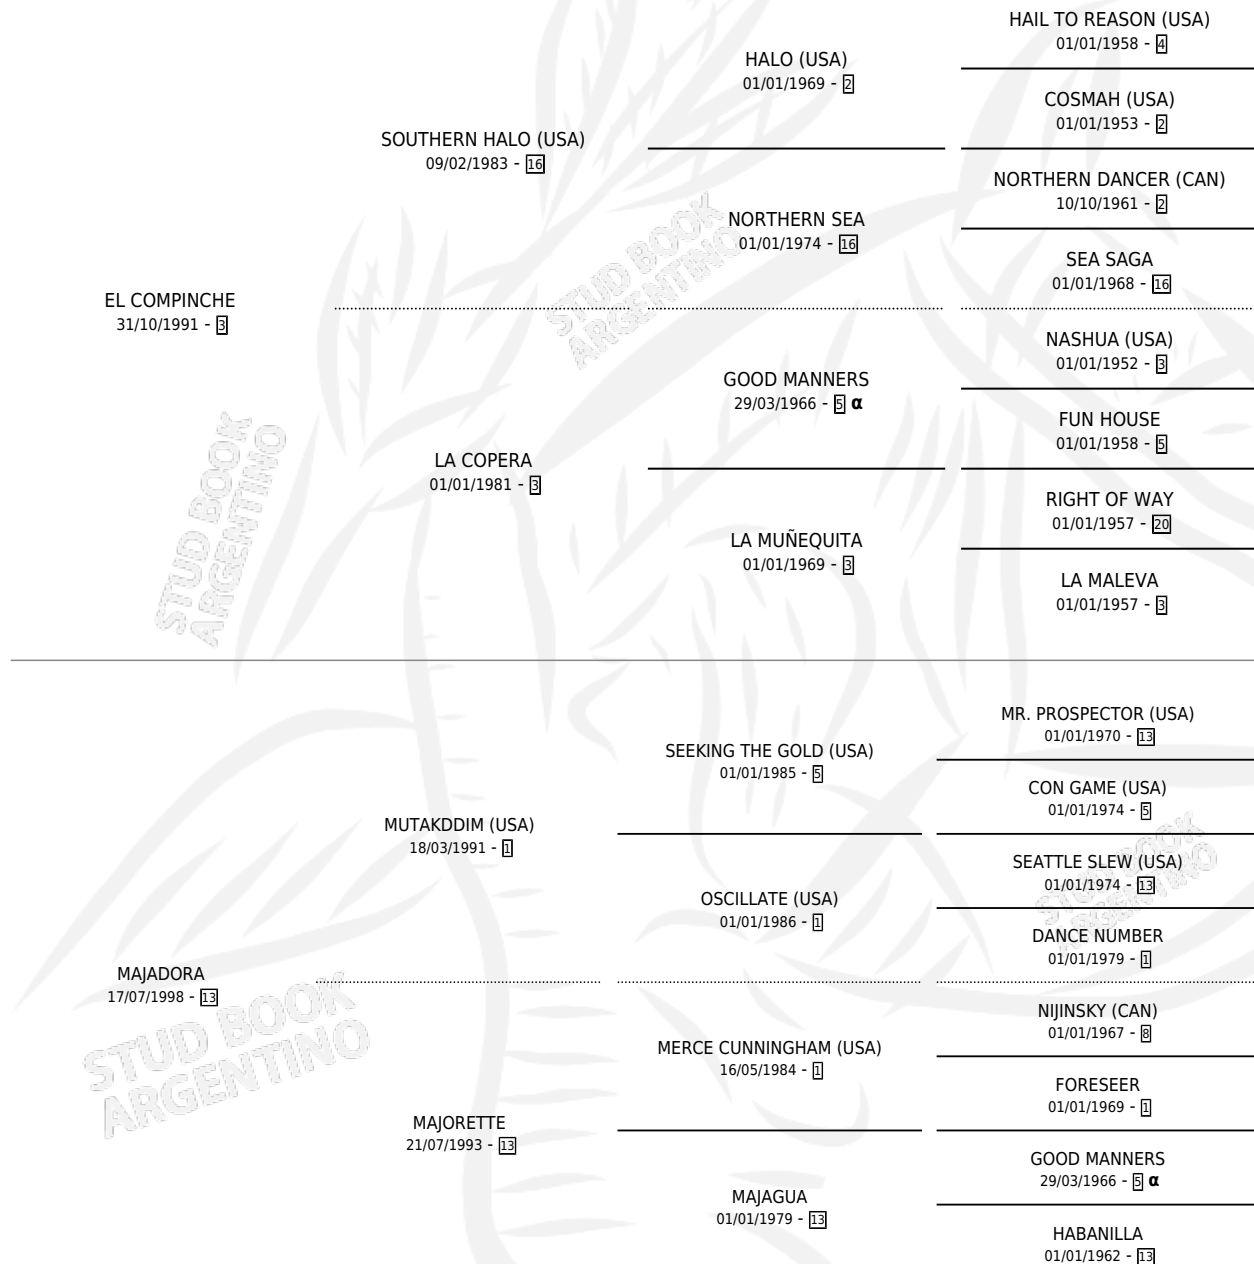 HAIL TO REASON (USA)
01/01/1958 - 4
HALO (USA)
01/01/1969 - 2
COSMAH (USA)
01/01/1953 - 2
SOUTHERN HALO (USA)
09/02/1983 - 16
NORTHERN DANCER (CAN)
10/10/1961 - 2
NORTHERN SEA
01/01/1974 - 16
SEA SAGA
01/01/1968 - 16
EL COMPINCHE
31/10/1991 - 3
NASHUA (USA)
01/01/1952 - 3
GOOD MANNERS
29/03/1966 - 5 α
FUN HOUSE
01/01/1958 - 5
LA COPERA
01/01/1981 - 3
RIGHT OF WAY
01/01/1957 - 20
LA MUÑEQUITA
01/01/1969 - 3
LA MALEVA
01/01/1957 - 3
MR. PROSPECTOR (USA)
01/01/1970 - 13
SEEKING THE GOLD (USA)
01/01/1985 - 5
CON GAME (USA)
01/01/1974 - 5
MUTAKDDIM (USA)
18/03/1991 - 1
SEATTLE SLEW (USA)
01/01/1974 - 13
OSCILLATE (USA)
01/01/1986 - 1
DANCE NUMBER
01/01/1979 - 1
MAJADORA
17/07/1998 - 13
NIJINSKY (CAN)
01/01/1967 - 8
MERCE CUNNINGHAM (USA)
16/05/1984 - 1
FORESEER
01/01/1969 - 1
MAJORETTE
21/07/1993 - 13
GOOD MANNERS
29/03/1966 - 5 α
MAJAGUA
01/01/1979 - 13
HABANILLA
01/01/1962 - 13
STUD BOOK
ARGENTINO
STUD BOOK
ARGENTINO
STUD BOOK
ARGENTINO
STUD BOOK
ARGENTINO